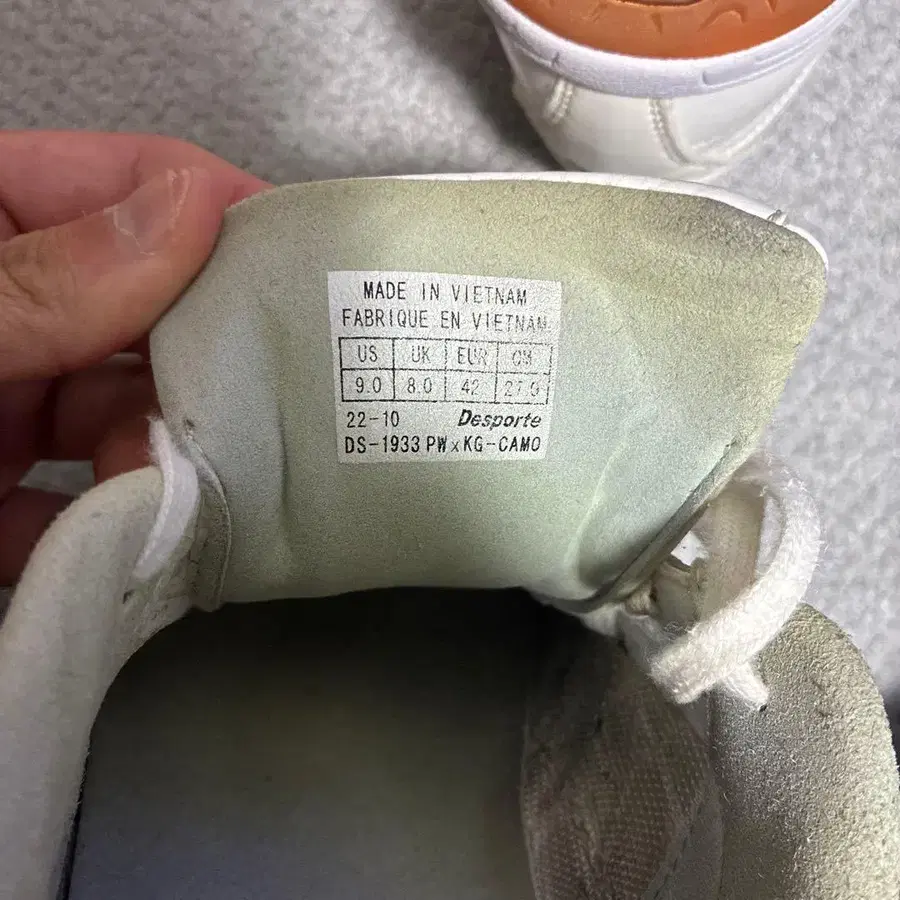 MADE IN VIETNAM
FABRIQUE EN VIETNAM
US UK EUR CM
9.0 8.0 42 27.0
22-10 Desporte
DS-1933 PW×KG-CAMO